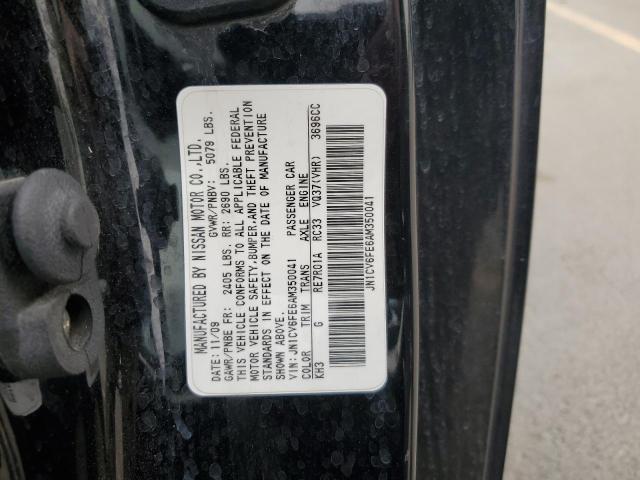 MANUFACTURED BY NISSAN MOTOR CO.,LTD.
DATE: 11/09 GVWR/PNBV: 5079 LBS.
GAWR/PNBE FR: 2405 LBS. RR: 2690 LBS.
THIS VEHICLE CONFORMS TO ALL APPLICABLE FEDERAL
MOTOR VEHICLE SAFETY,BUMPER,AND THEFT PREVENTION
STANDARDS IN EFFECT ON THE DATE OF MANUFACTURE
SHOWN ABOVE.
VIN:JN1CV6FE6AM350041 PASSENGER CAR
COLOR TRIM TRANS AXLE ENGINE
KH3 G RE7R01A RC33 VQ37(VHR) 3696CC
JN1CV6FE6AM350041